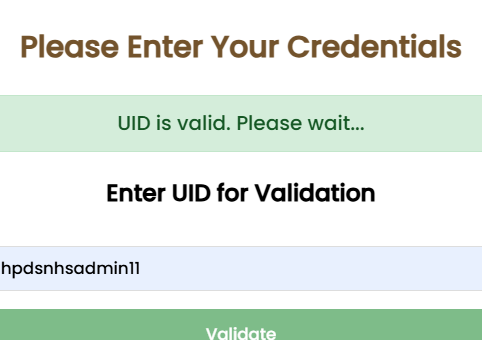 Please Enter Your Credentials
UID is valid. Please wait...
Enter UID for Validation
hpdsnhsadmin11
Validate